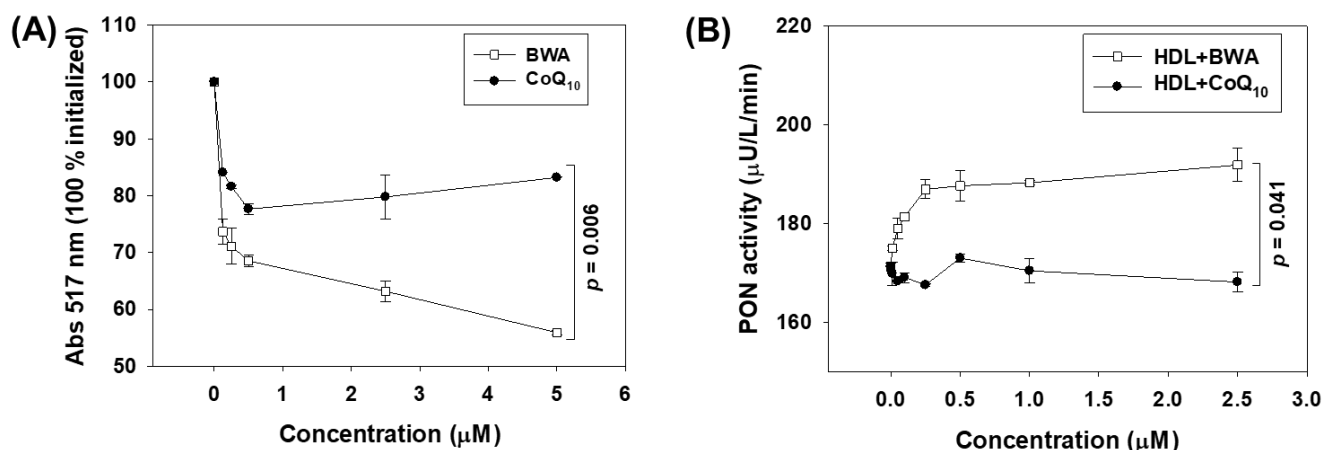 (A)
Abs 517 nm (100 % initialized)
110
100
90
80
70
60
50
BWA
CoQ10
p = 0.006
0 1 2 3 4 5 6
Concentration (μM)
(B)
PON activity (μU/L/min)
220
200
180
160
HDL+BWA
HDL+CoQ10
p = 0.041
0.0 0.5 1.0 1.5 2.0 2.5 3.0
Concentration (μM)